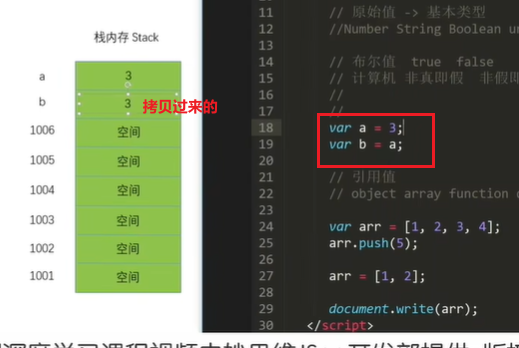 栈内存 Stack
a 3
b 3 拷贝过来的
1006 空间
1005 空间
1004 空间
1003 空间
1002 空间
1001 空间
11 // 原始值 -> 基本类型
12 //Number String Boolean
13
14 // 布尔值 true false
15 // 计算机 非真即假 非假即
16 //
17 //
18 var a = 3;
19 var b = a;
20
21 // 引用值
22 // object array function
23
24 var arr = [1, 2, 3, 4];
25 arr.push(5);
26
27 arr = [1, 2];
28
29 document.write(arr);
30 </script>